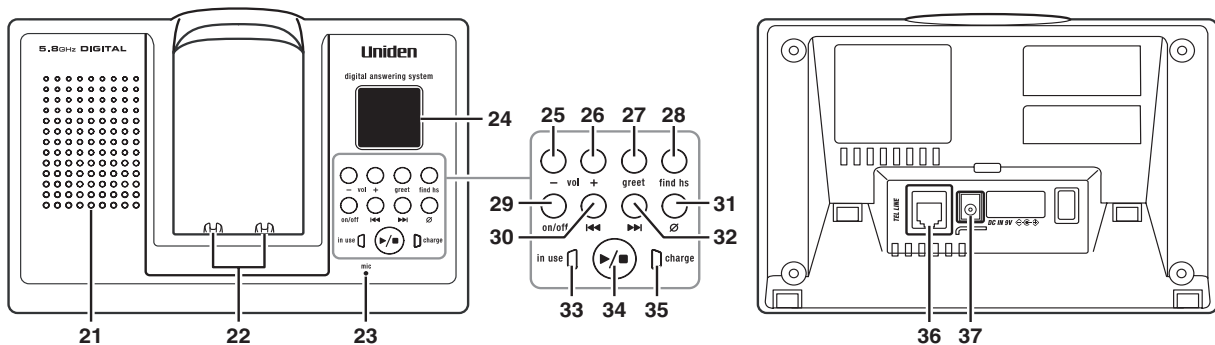 5.8GHz DIGITAL
Uniden
digital answering system
24
- vol + greet find hs
on/off
in use charge
mic
21
22
23
25 26 27 28
- vol + greet find hs
29 31
on/off Ø
30 32
in use charge
33 34 35
TEL LINE
DC IN 9V
36 37